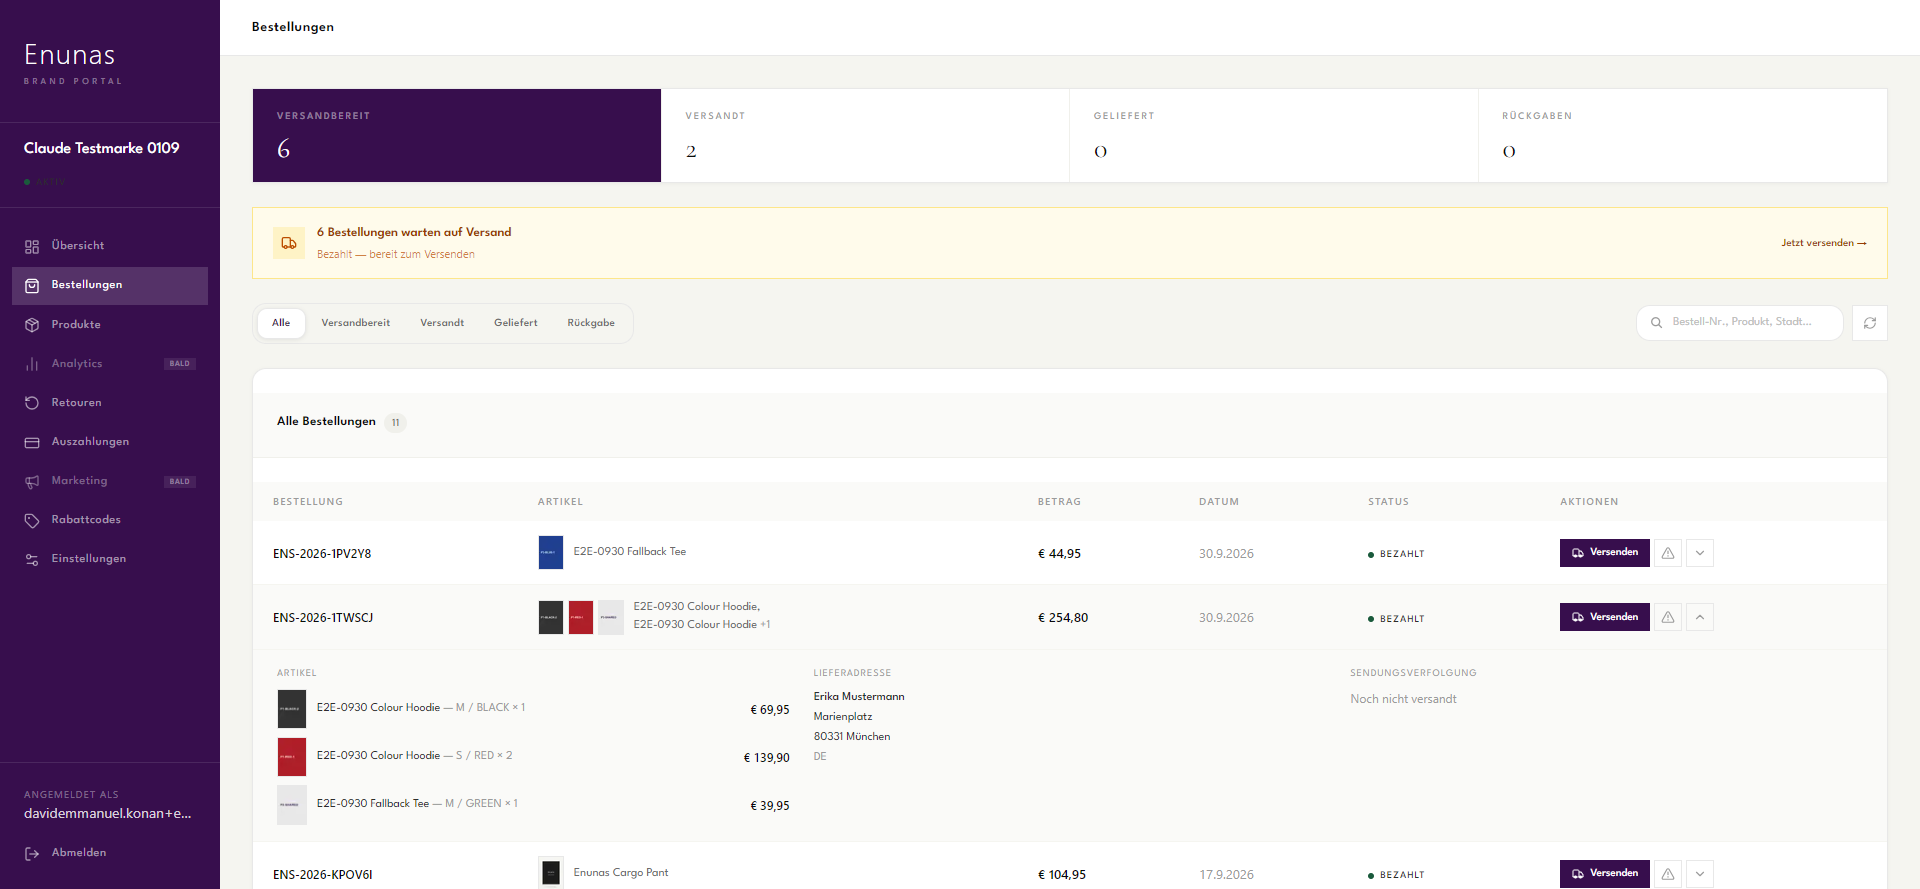 Enunas
BRAND PORTAL
Claude Testmarke 0109
AKTIV
Übersicht
Bestellungen
Produkte
Analytics BALD
Retouren
Auszahlungen
Marketing BALD
Rabattcodes
Einstellungen
ANGEMELDET ALS
davidemmanuel.konan+e...
Abmelden
Bestellungen
VERSANDBEREIT
6
VERSANDT
2
GELIEFERT
0
RÜCKGABEN
0
6 Bestellungen warten auf Versand
Bezahlt — bereit zum Versenden
Jetzt versenden →
Alle Versandbereit Versandt Geliefert Rückgabe
Bestell-Nr., Produkt, Stadt...
Alle Bestellungen 11
BESTELLUNG ARTIKEL BETRAG DATUM STATUS AKTIONEN
ENS-2026-1PV2Y8 E2E-0930 Fallback Tee € 44,95 30.9.2026 BEZAHLT Versenden
ENS-2026-1TWSCJ E2E-0930 Colour Hoodie, E2E-0930 Colour Hoodie +1 € 254,80 30.9.2026 BEZAHLT Versenden
ARTIKEL
E2E-0930 Colour Hoodie — M / BLACK × 1 € 69,95
E2E-0930 Colour Hoodie — S / RED × 2 € 139,90
E2E-0930 Fallback Tee — M / GREEN × 1 € 39,95
LIEFERADRESSE
Erika Mustermann
Marienplatz
80331 München
DE
SENDUNGSVERFOLGUNG
Noch nicht versandt
ENS-2026-KPOV6I Enunas Cargo Pant € 104,95 17.9.2026 BEZAHLT Versenden